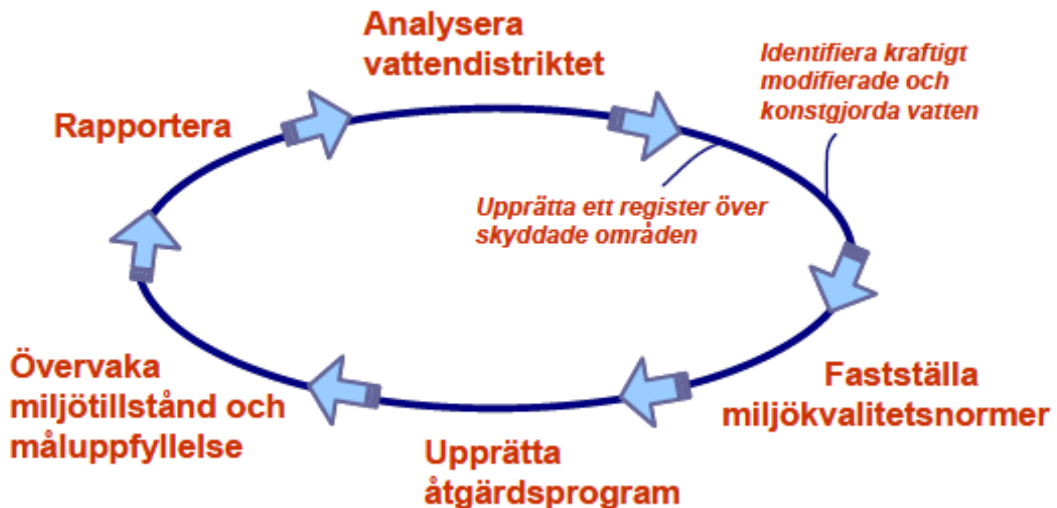 Analysera
vattendistriktet
Identifiera kraftigt
modifierade och
konstgjorda vatten
Rapportera
Upprätta ett register över
skyddade områden
Övervaka
miljötillstånd och
måluppfyllelse
Fastställa
miljökvalitetsnormer
Upprätta
åtgärdsprogram